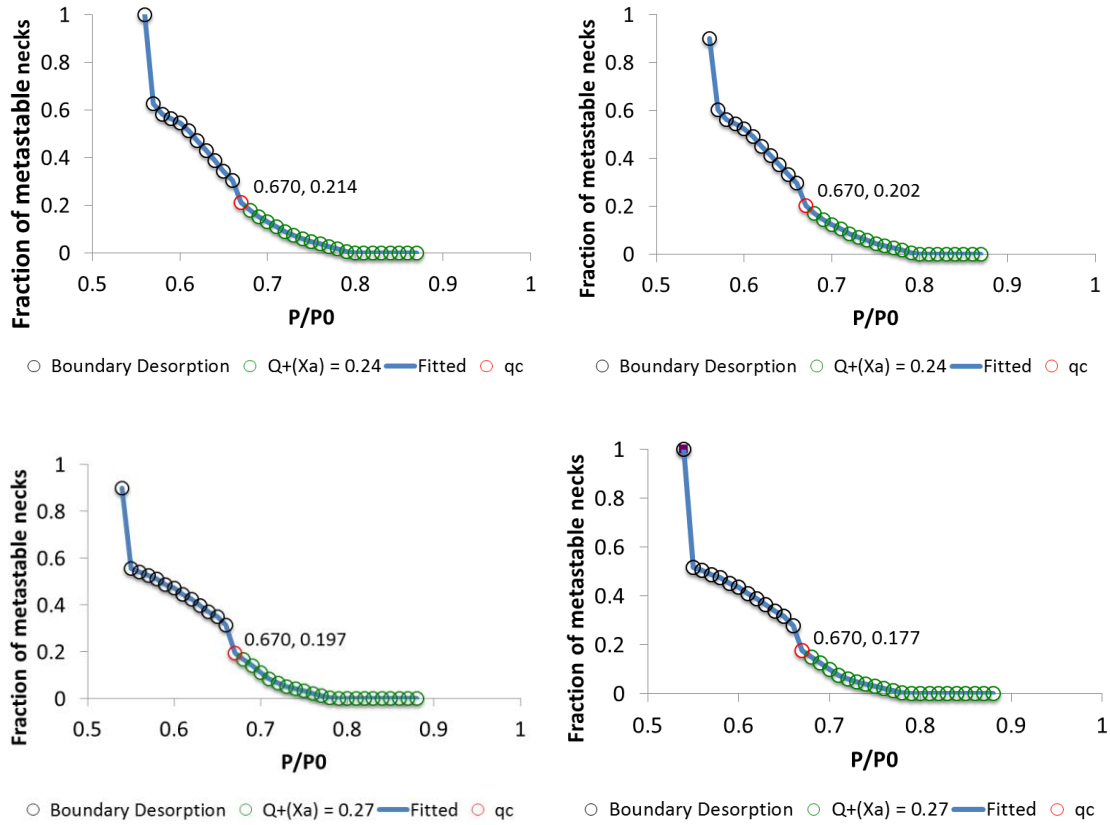 Fraction of metastable necks
1
0.8
0.6
0.4
0.2
0
0.670, 0.214
0.5 0.6 0.7 0.8 0.9 1
P/P0
Boundary Desorption Q+(Xa) = 0.24 Fitted qc
Fraction of metastable necks
1
0.8
0.6
0.4
0.2
0
0.670, 0.202
0.5 0.6 0.7 0.8 0.9 1
P/P0
Boundary Desorption Q+(Xa) = 0.24 Fitted qc
Fraction of metastable necks
1
0.8
0.6
0.4
0.2
0
0.670, 0.197
0.5 0.6 0.7 0.8 0.9 1
P/P0
Boundary Desorption Q+(Xa) = 0.27 Fitted qc
Fraction of metastable necks
1
0.8
0.6
0.4
0.2
0
0.670, 0.177
0.5 0.6 0.7 0.8 0.9 1
P/P0
Boundary Desorption Q+(Xa) = 0.27 Fitted qc